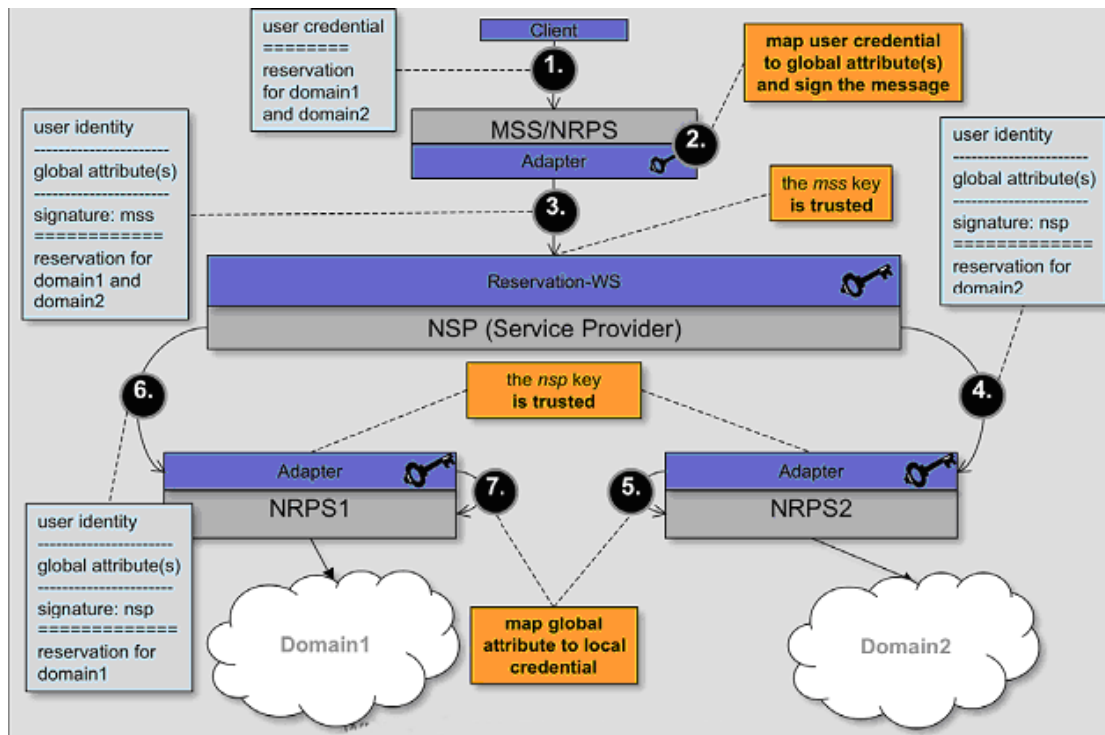 Client
1.
user credential
========
reservation
for domain1
and domain2
map user credential
to global attribute(s)
and sign the message
MSS/NRPS
Adapter
2.
user identity
----------------------
global attribute(s)
----------------------
signature: mss
============
reservation for
domain1 and
domain2
3.
the mss key
is trusted
user identity
----------------------
global attribute(s)
----------------------
signature: nsp
=============
reservation for
domain2
Reservation-WS
NSP (Service Provider)
6.
the nsp key
is trusted
4.
Adapter
NRPS1
7.
5.
Adapter
NRPS2
user identity
----------------------
global attribute(s)
----------------------
signature: nsp
=============
reservation for
domain1
Domain1
map global
attribute to local
credential
Domain2